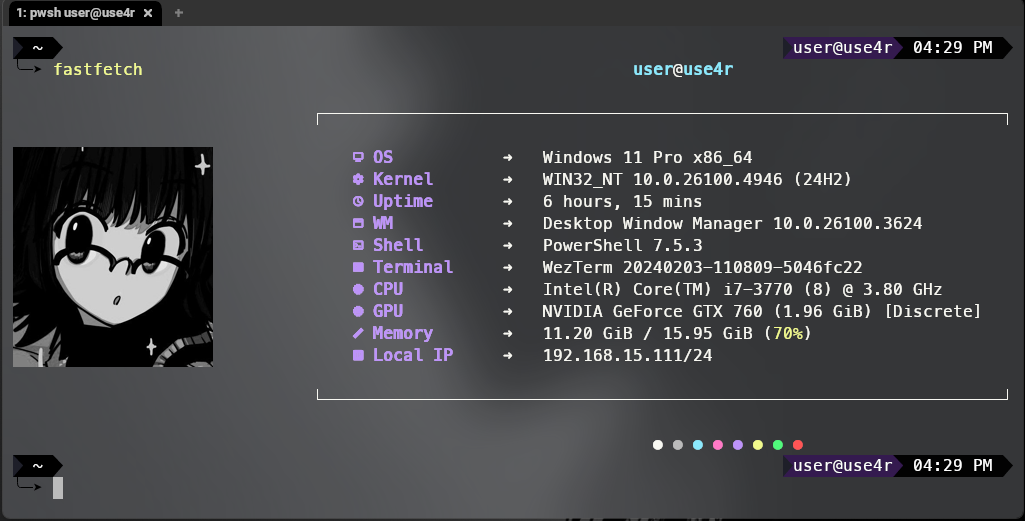 1: pwsh user@use4r × +
~ user@use4r 04:29 PM
fastfetch
user@use4r
OS ➜ Windows 11 Pro x86_64
Kernel ➜ WIN32_NT 10.0.26100.4946 (24H2)
Uptime ➜ 6 hours, 15 mins
WM ➜ Desktop Window Manager 10.0.26100.3624
Shell ➜ PowerShell 7.5.3
Terminal ➜ WezTerm 20240203-110809-5046fc22
CPU ➜ Intel(R) Core(TM) i7-3770 (8) @ 3.80 GHz
GPU ➜ NVIDIA GeForce GTX 760 (1.96 GiB) [Discrete]
Memory ➜ 11.20 GiB / 15.95 GiB (70%)
Local IP ➜ 192.168.15.111/24
~ user@use4r 04:29 PM